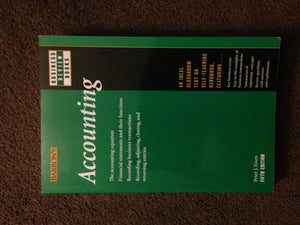 BUSINESS
REVIEW
BOOKS
AN IDEAL
CLASSROOM
TEXT OR
SELF-TEACHING
HANDBOOK,
FEATURING . . .
BARRON'S
Accounting
The accounting equation
Financial statements and their functions
Recording business transactions
Recording, adjusting, closing, and
reversing entries
Peter J. Eisen
FIFTH EDITION